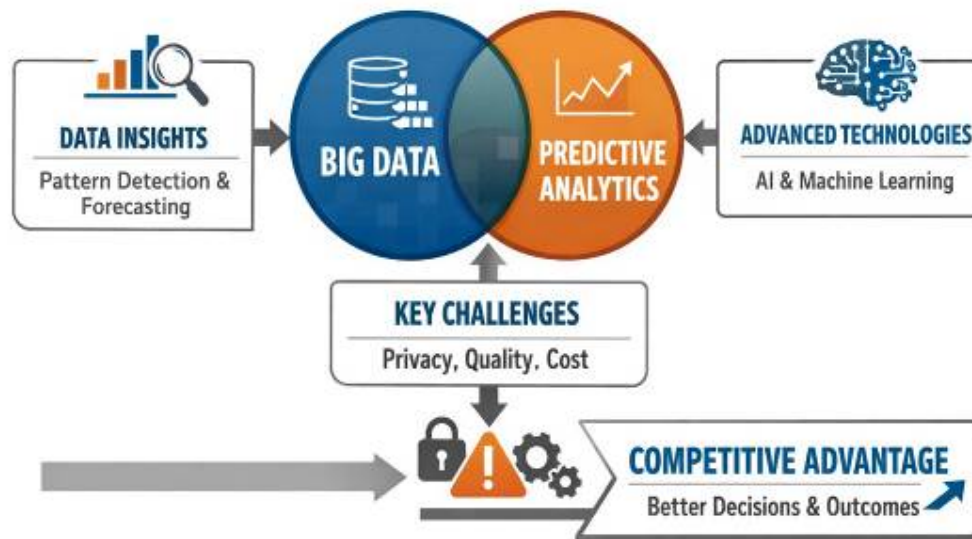 DATA INSIGHTS
Pattern Detection &
Forecasting
BIG DATA
PREDICTIVE
ANALYTICS
ADVANCED TECHNOLOGIES
AI & Machine Learning
KEY CHALLENGES
Privacy, Quality, Cost
COMPETITIVE ADVANTAGE
Better Decisions & Outcomes